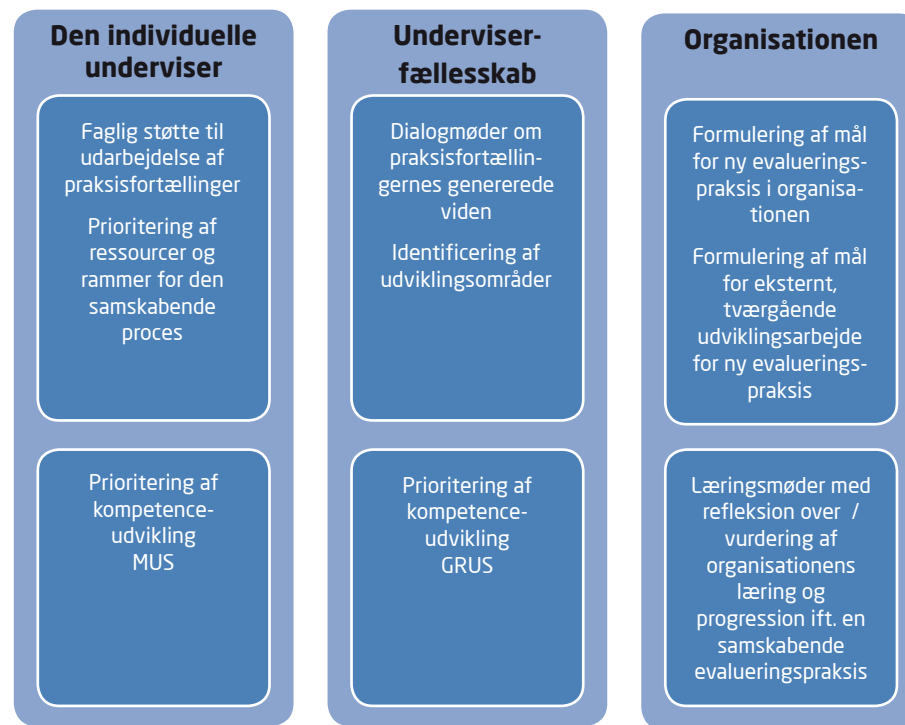 Den individuelle
underviser
Faglig støtte til
udarbejdelse af
praksisfortællinger
Prioritering af
ressourcer og
rammer for den
samskabende
proces
Prioritering af
kompetence-
udvikling
MUS
Underviser-
fællesskab
Dialogmøder om
praksisfortællin-
gernes genererede
viden
Identificering af
udviklingsområder
Prioritering af
kompetence-
udvikling
GRUS
Organisationen
Formulering af mål
for ny evaluerings-
praksis i organisa-
tionen
Formulering af mål
for eksternt,
tværgående
udviklingsarbejde
for ny evaluerings-
praksis
Læringsmøder med
refleksion over /
vurdering af
organisationens
læring og
progression ift. en
samskabende
evalueringspraksis